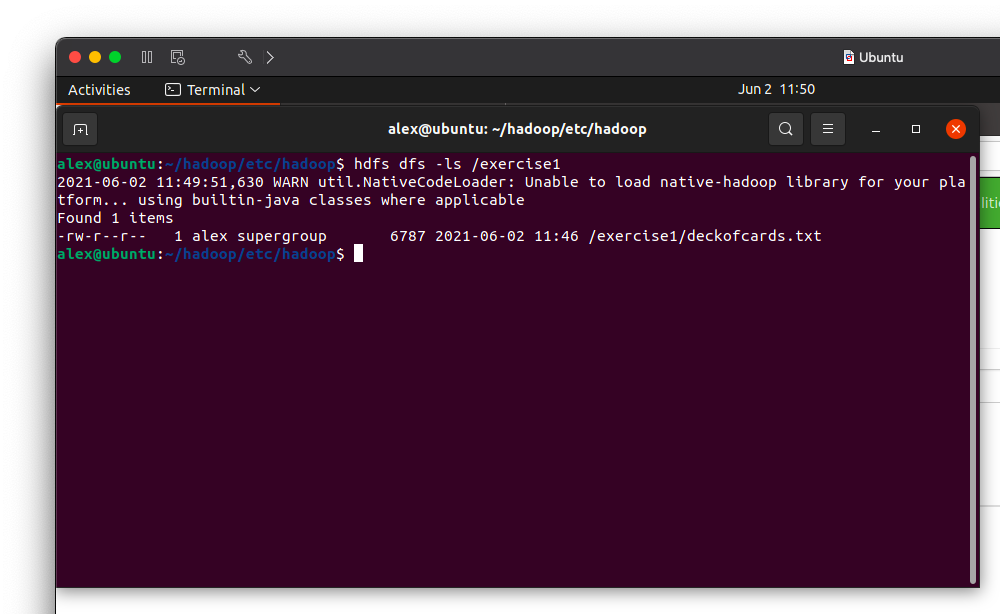 Ubuntu
Activities Terminal Jun 2 11:50
alex@ubuntu: ~/hadoop/etc/hadoop
alex@ubuntu:~/hadoop/etc/hadoop$ hdfs dfs -ls /exercise1
2021-06-02 11:49:51,630 WARN util.NativeCodeLoader: Unable to load native-hadoop library for your pla
tform... using builtin-java classes where applicable
Found 1 items
-rw-r--r--   1 alex supergroup       6787 2021-06-02 11:46 /exercise1/deckofcards.txt
alex@ubuntu:~/hadoop/etc/hadoop$